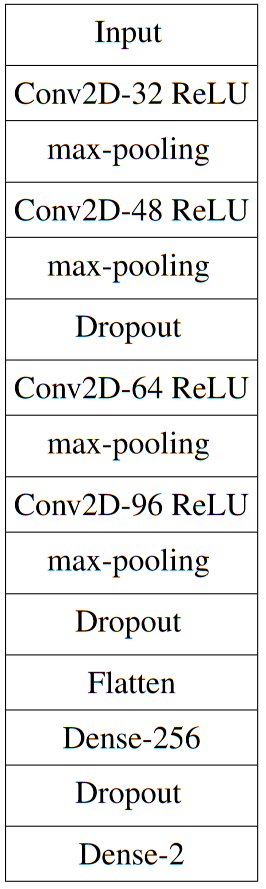 Input
Conv2D-32 ReLU
max-pooling
Conv2D-48 ReLU
max-pooling
Dropout
Conv2D-64 ReLU
max-pooling
Conv2D-96 ReLU
max-pooling
Dropout
Flatten
Dense-256
Dropout
Dense-2